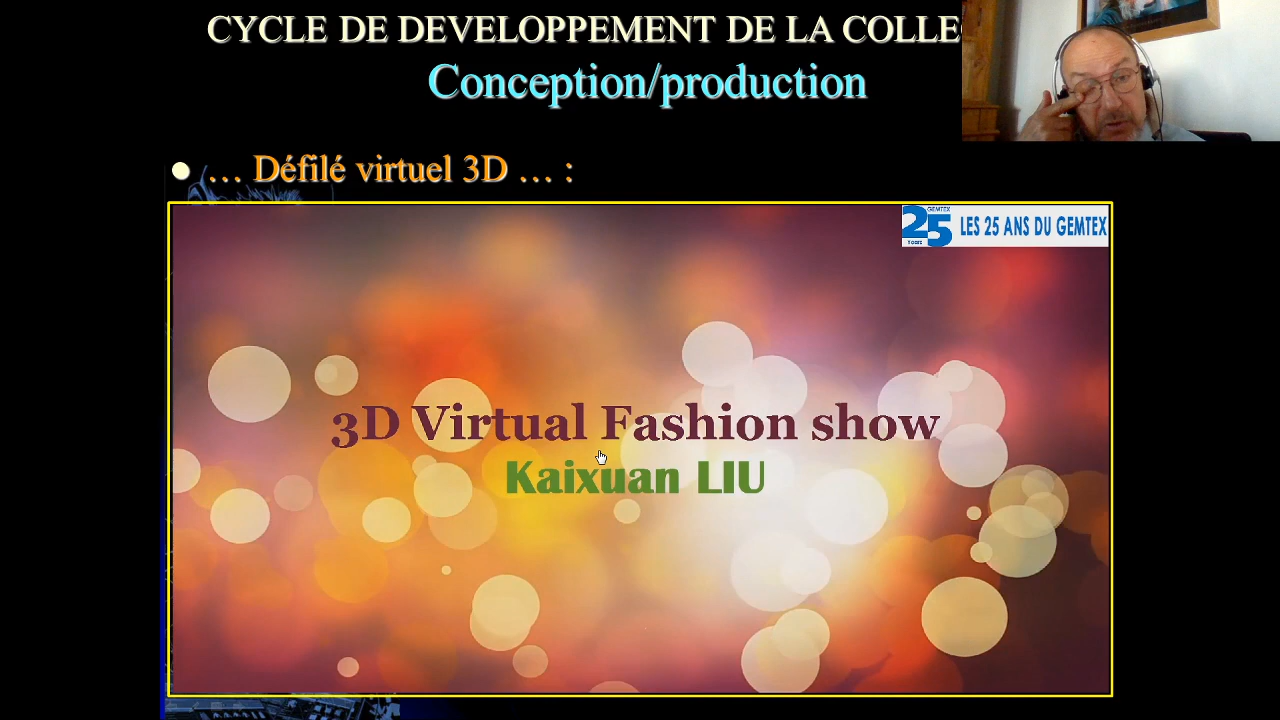 CYCLE DE DEVELOPPEMENT DE LA COLLE
Conception/production
… Défilé virtuel 3D … :
GEMTEX
25
LES 25 ANS DU GEMTEX
3D Virtual Fashion show
Kaixuan LIU